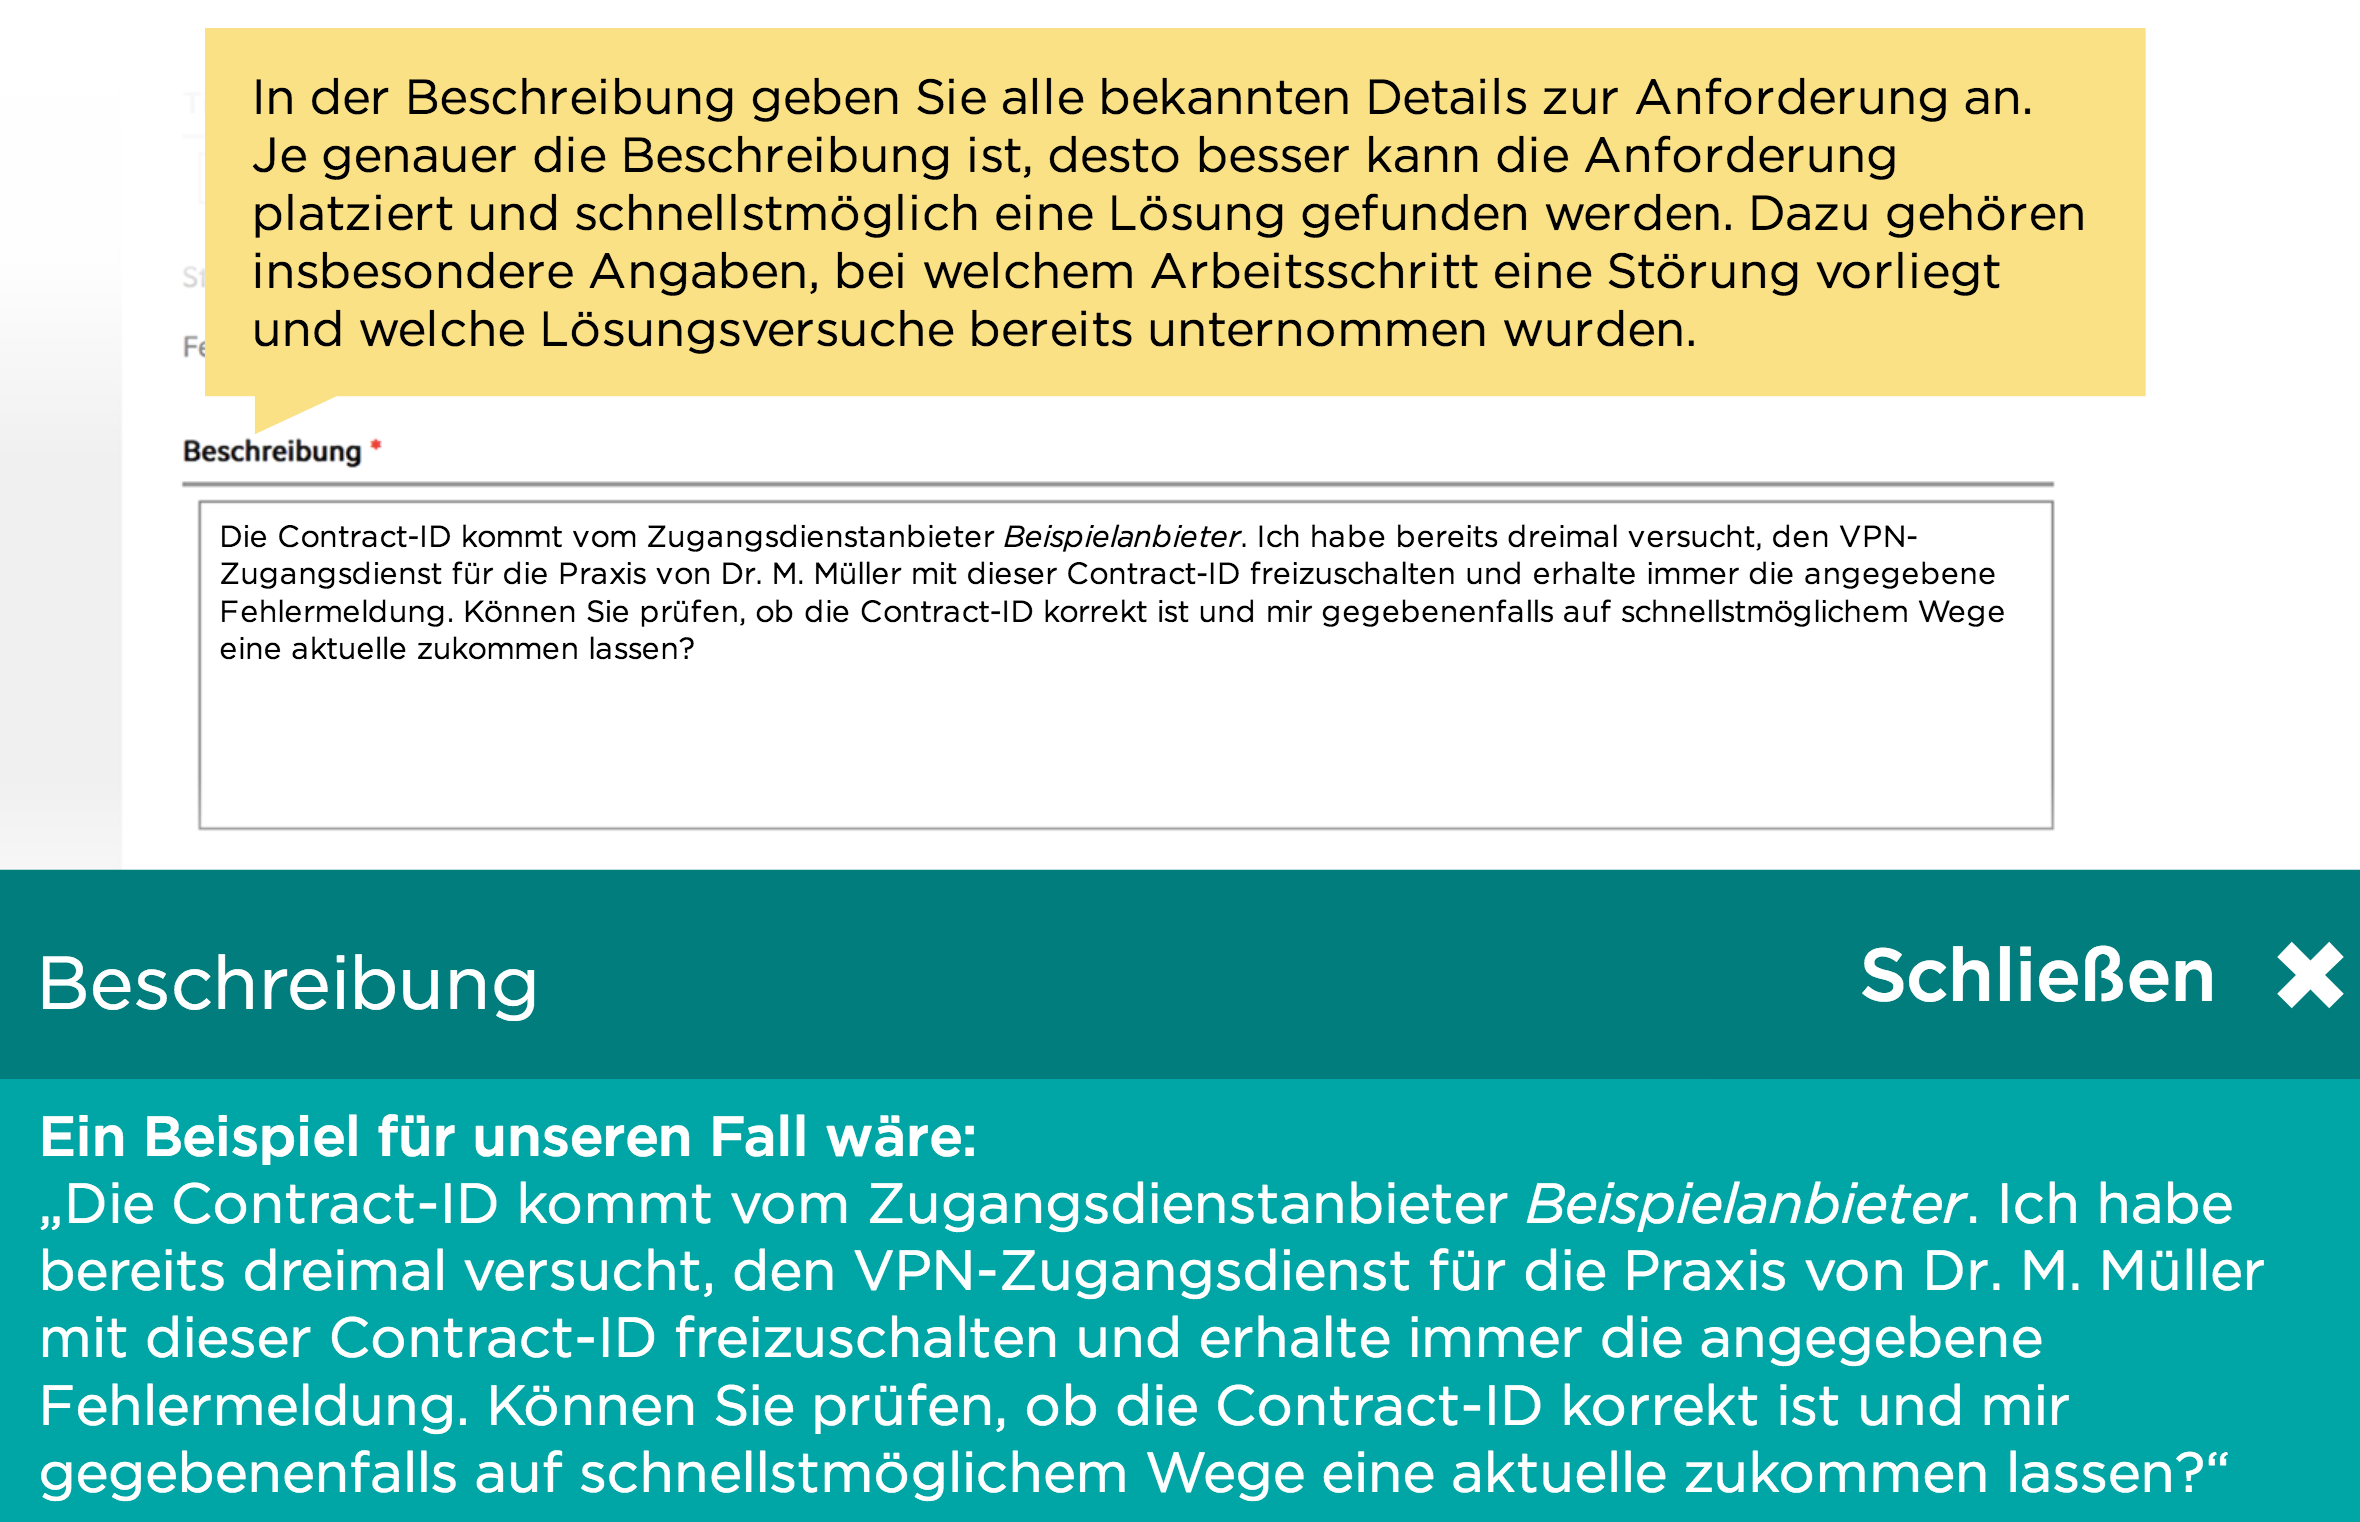 In der Beschreibung geben Sie alle bekannten Details zur Anforderung an.
Je genauer die Beschreibung ist, desto besser kann die Anforderung
platziert und schnellstmöglich eine Lösung gefunden werden. Dazu gehören
insbesondere Angaben, bei welchem Arbeitsschritt eine Störung vorliegt
und welche Lösungsversuche bereits unternommen wurden.
Beschreibung *
Die Contract-ID kommt vom Zugangsdienstanbieter Beispielanbieter. Ich habe bereits dreimal versucht, den VPN-
Zugangsdienst für die Praxis von Dr. M. Müller mit dieser Contract-ID freizuschalten und erhalte immer die angegebene
Fehlermeldung. Können Sie prüfen, ob die Contract-ID korrekt ist und mir gegebenenfalls auf schnellstmöglichem Wege
eine aktuelle zukommen lassen?
Beschreibung
Schließen ✖
Ein Beispiel für unseren Fall wäre:
„Die Contract-ID kommt vom Zugangsdienstanbieter Beispielanbieter. Ich habe
bereits dreimal versucht, den VPN-Zugangsdienst für die Praxis von Dr. M. Müller
mit dieser Contract-ID freizuschalten und erhalte immer die angegebene
Fehlermeldung. Können Sie prüfen, ob die Contract-ID korrekt ist und mir
gegebenenfalls auf schnellstmöglichem Wege eine aktuelle zukommen lassen?“